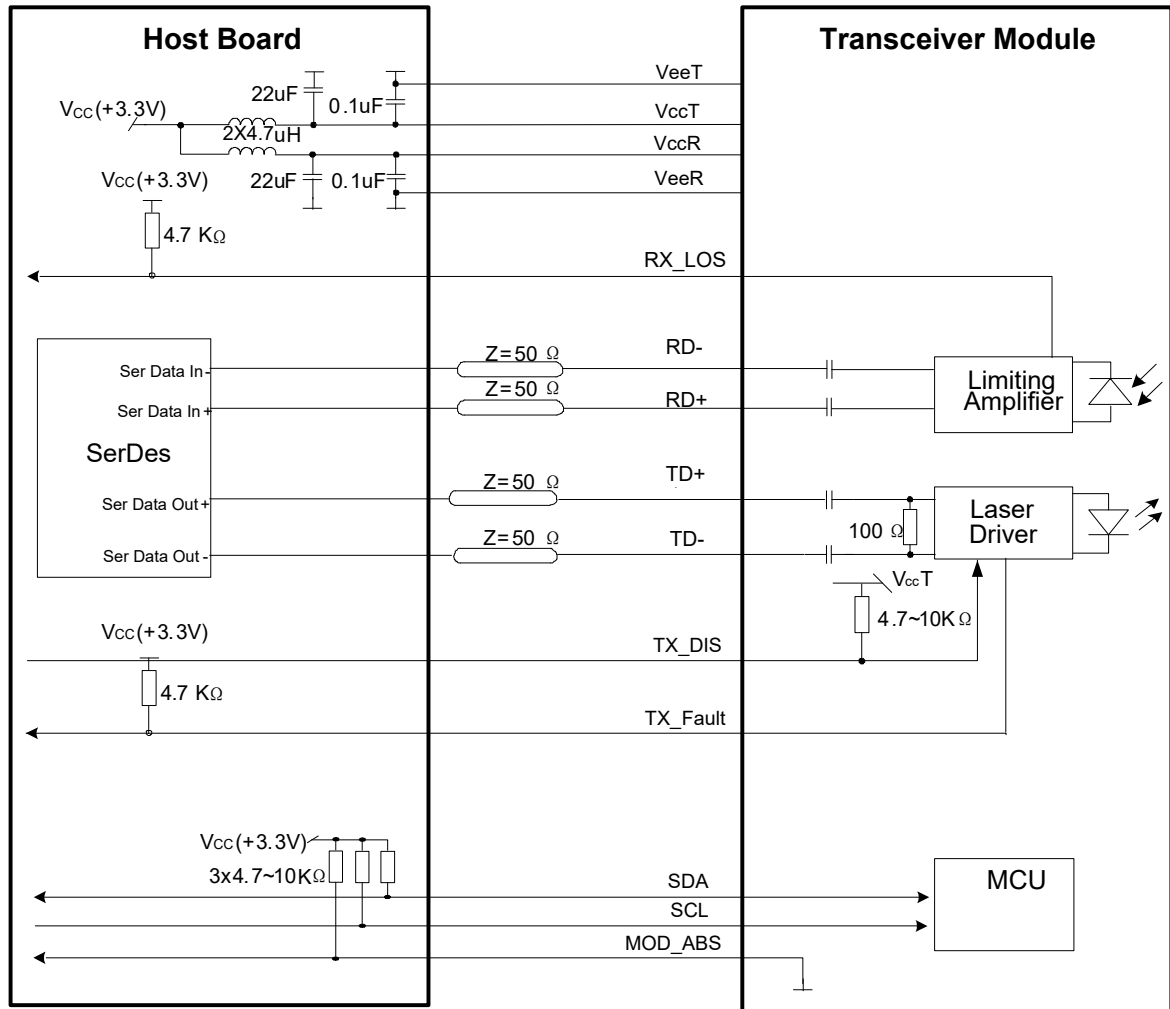 Host Board
Transceiver Module
VeeT
22uF
0.1uF
Vcc(+3.3V)
VccT
2X4.7uH
VccR
Vcc(+3.3V)
22uF
0.1uF
VeeR
4.7 KΩ
RX_LOS
Z=50 Ω
RD-
Ser Data In-
Limiting
Amplifier
Z=50 Ω
RD+
Ser Data In+
SerDes
TD+
Z=50 Ω
Ser Data Out+
Laser
Driver
100 Ω
Z=50 Ω
TD-
Ser Data Out-
VccT
4.7~10KΩ
Vcc(+3.3V)
TX_DIS
4.7 KΩ
TX_Fault
Vcc(+3.3V)
3x4.7~10KΩ
SDA
MCU
SCL
MOD_ABS